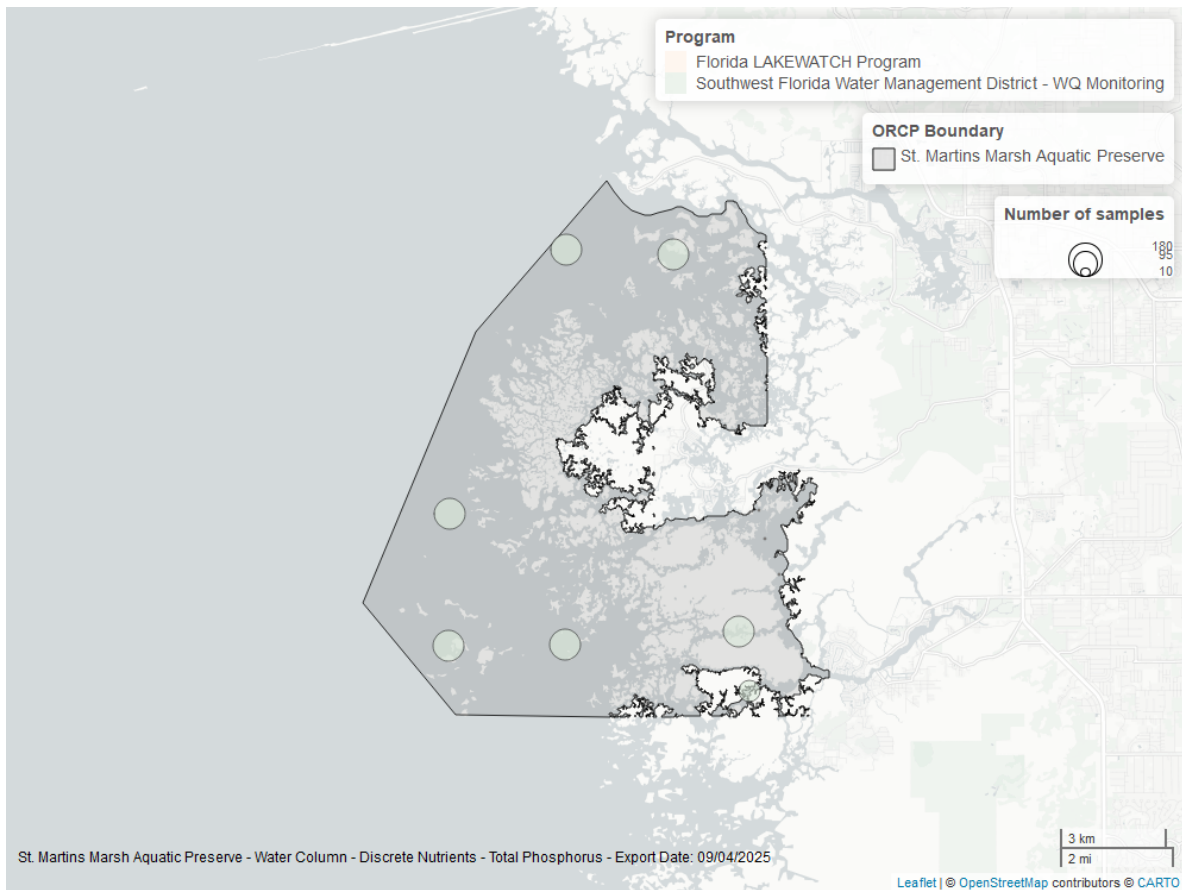 Program
Florida LAKEWATCH Program
Southwest Florida Water Management District - WQ Monitoring
ORCP Boundary
St. Martins Marsh Aquatic Preserve
Number of samples
180
95
10
3 km
2 mi
St. Martins Marsh Aquatic Preserve - Water Column - Discrete Nutrients - Total Phosphorus - Export Date: 09/04/2025
Leaflet | © OpenStreetMap contributors © CARTO